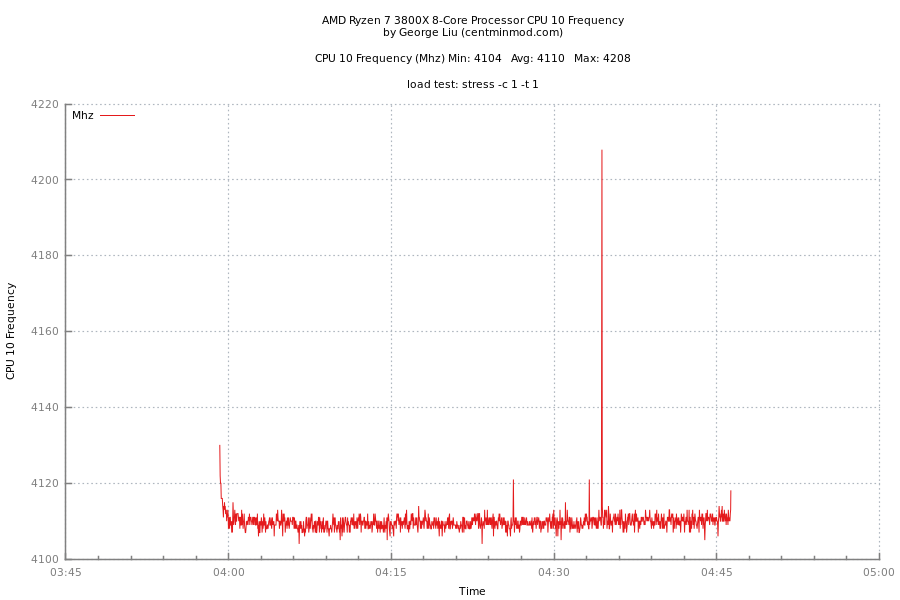 AMD Ryzen 7 3800X 8-Core Processor CPU 10 Frequency
by George Liu (centminmod.com)
CPU 10 Frequency (Mhz) Min: 4104 Avg: 4110 Max: 4208
load test: stress -c 1 -t 1
Mhz
4220
4200
4180
4160
4140
4120
4100
CPU 10 Frequency
03:45 04:00 04:15 04:30 04:45 05:00
Time